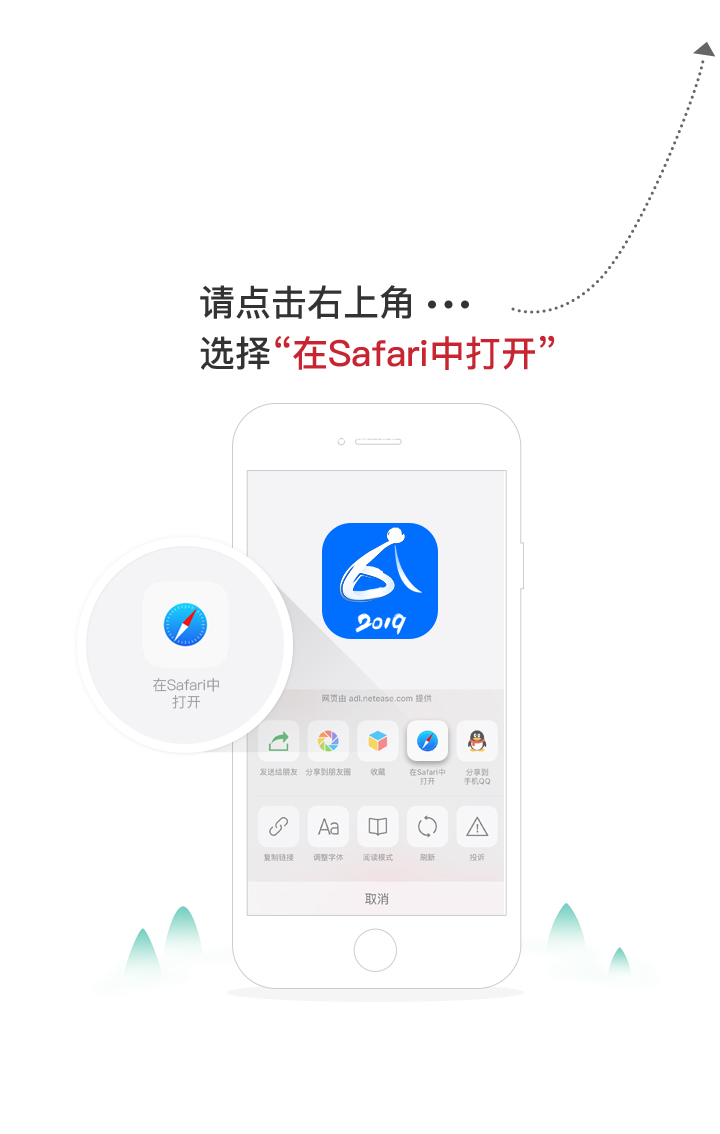 请点击右上角 •••
选择“在Safari中打开”
2019
在Safari中
打开
网页由 adl.netease.com 提供
发送给朋友
分享到朋友圈
收藏
在Safari中
打开
分享到
手机QQ
Aa
复制链接
调整字体
阅读模式
刷新
投诉
取消